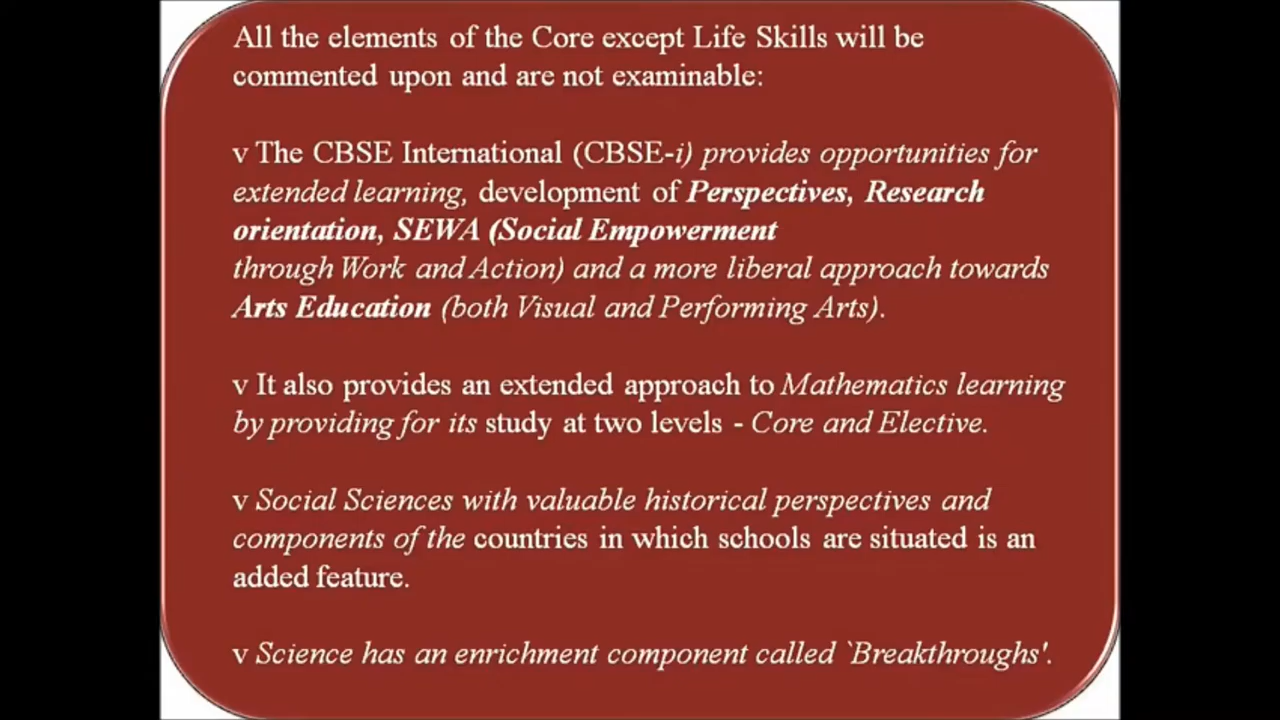 All the elements of the Core except Life Skills will be
commented upon and are not examinable:
v The CBSE International (CBSE-i) provides opportunities for
extended learning, development of Perspectives, Research
orientation, SEWA (Social Empowerment
through Work and Action) and a more liberal approach towards
Arts Education (both Visual and Performing Arts).
v It also provides an extended approach to Mathematics learning
by providing for its study at two levels - Core and Elective.
v Social Sciences with valuable historical perspectives and
components of the countries in which schools are situated is an
added feature.
v Science has an enrichment component called `Breakthroughs'.